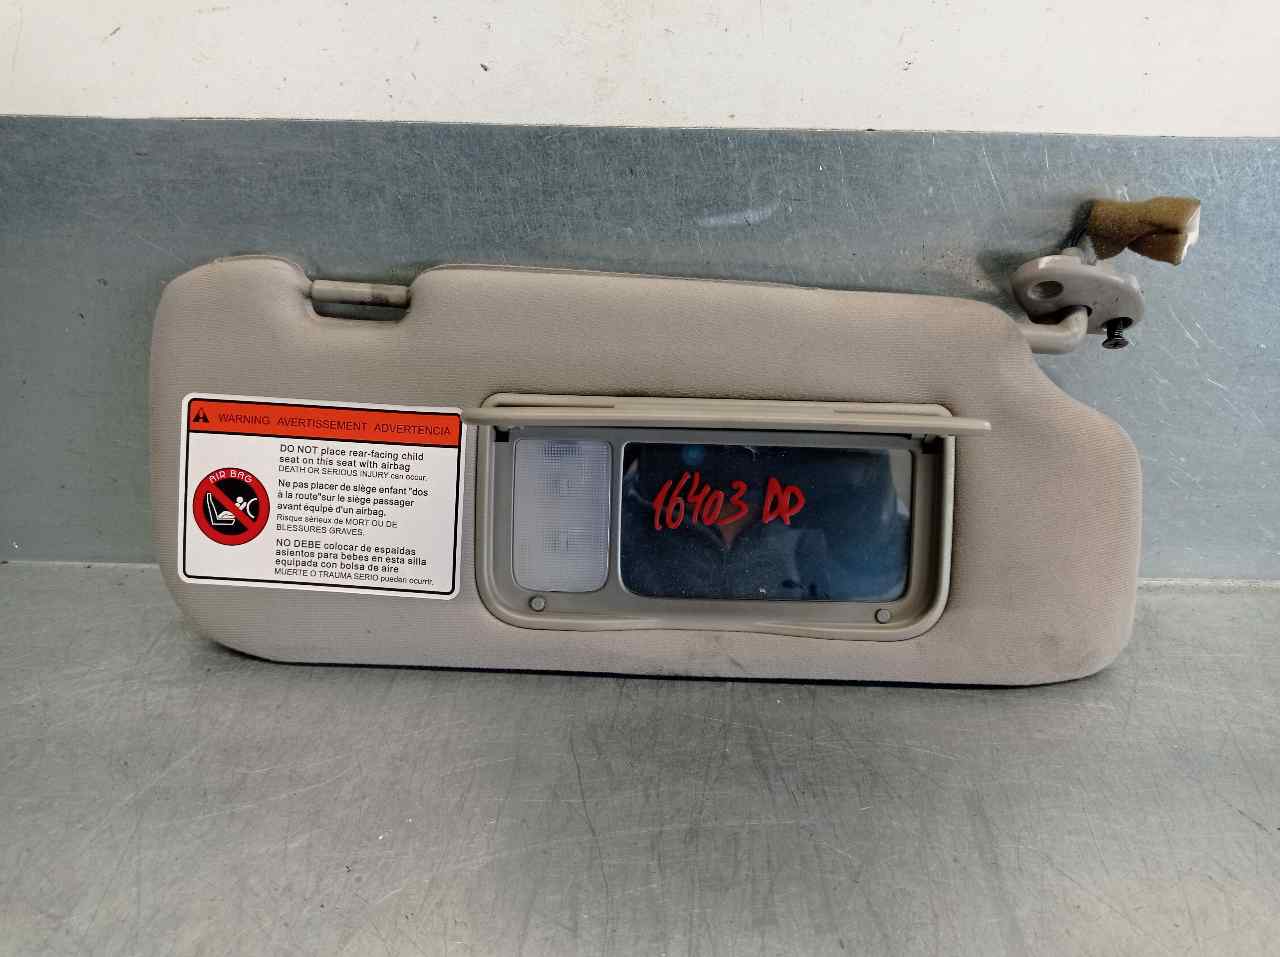 WARNING AVERTISSEMENT ADVERTENCIA
AIR BAG
DO NOT place rear-facing child
seat on this seat with airbag
DEATH OR SERIOUS INJURY can occur.
Ne pas placer de siège enfant "dos
à la route"sur le siège passager
avant équipé d'un airbag.
Risque sérieux de MORT OU DE
BLESSURES GRAVES.
NO DEBE colocar de espaldas
asientos para bebes en esta silla
equipada con bolsa de aire
MUERTE O TRAUMA SERIO pueden ocurrir.
16403 DD